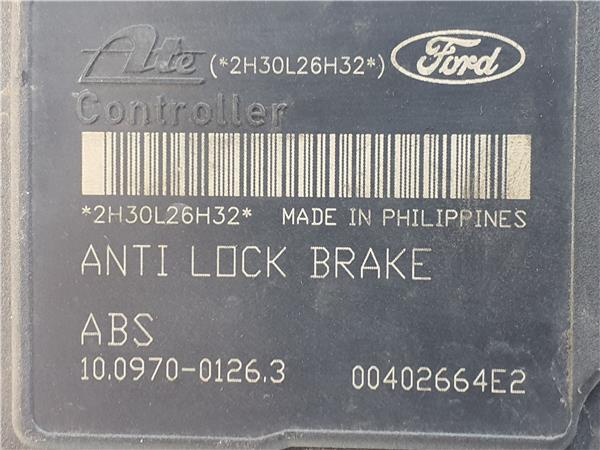 Ate (*2H30L26H32*) Ford
Controller
*2H30L26H32* MADE IN PHILIPPINES
ANTI LOCK BRAKE
ABS
10.0970-0126.3 00402664E2